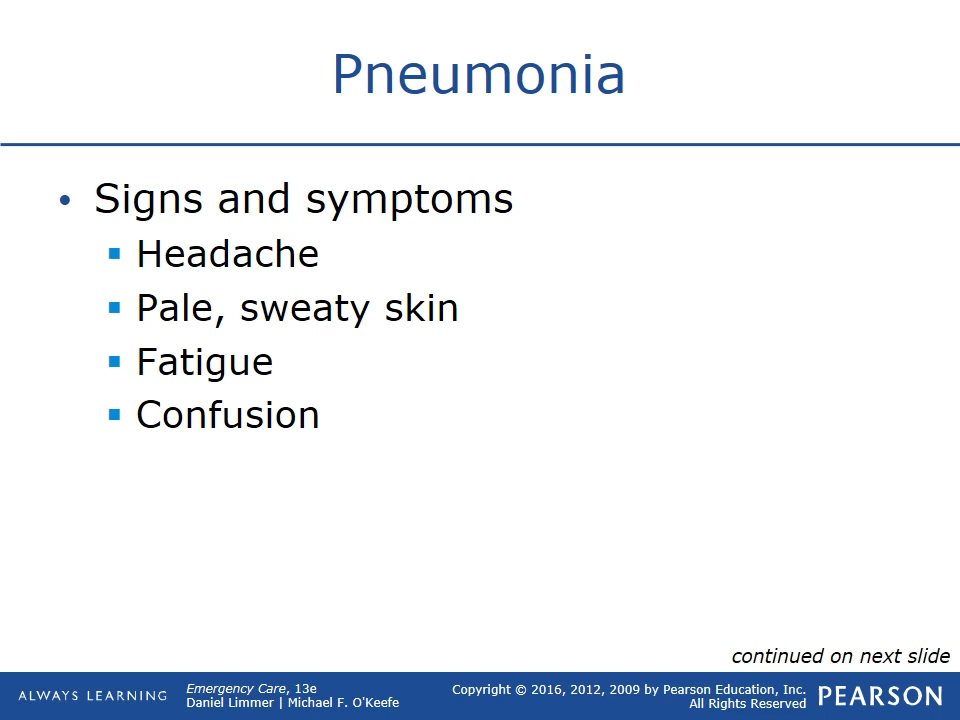 Pneumonia
• Signs and symptoms
▪ Headache
▪ Pale, sweaty skin
▪ Fatigue
▪ Confusion
continued on next slide
ALWAYS LEARNING
Emergency Care, 13e
Daniel Limmer | Michael F. O'Keefe
Copyright © 2016, 2012, 2009 by Pearson Education, Inc.
All Rights Reserved
PEARSON